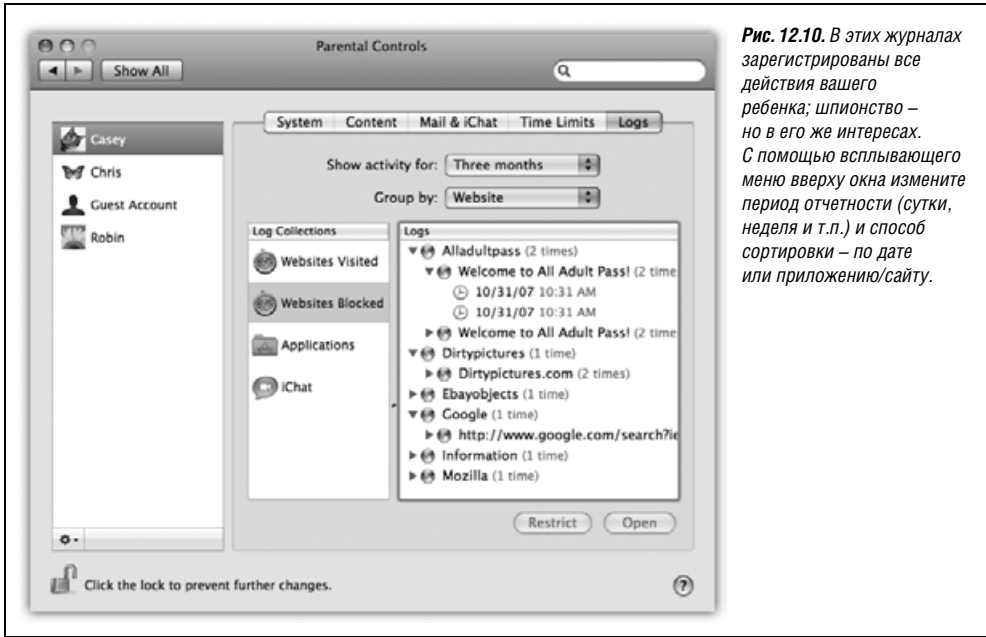 Parental Controls
Show All
System Content Mail & iChat Time Limits Logs
Casey
Chris
Guest Account
Robin
Show activity for: Three months
Group by: Website
Log Collections
Websites Visited
Websites Blocked
Applications
iChat
Logs
Alladultpass (2 times)
Welcome to All Adult Pass! (2 time
10/31/07 10:31 AM
10/31/07 10:31 AM
Welcome to All Adult Pass! (2 time
Dirtypictures (1 time)
Dirtypictures.com (2 times)
Ebayobjects (1 time)
Google (1 time)
http://www.google.com/search?ie
Information (1 time)
Mozilla (1 time)
Restrict Open
Click the lock to prevent further changes.
?
Рис. 12.10. В этих журналах
зарегистрированы все
действия вашего
ребенка; шпионство –
но в его же интересах.
С помощью всплывающего
меню вверху окна измените
период отчетности (сутки,
неделя и т.п.) и способ
сортировки – по дате
или приложению/сайту.